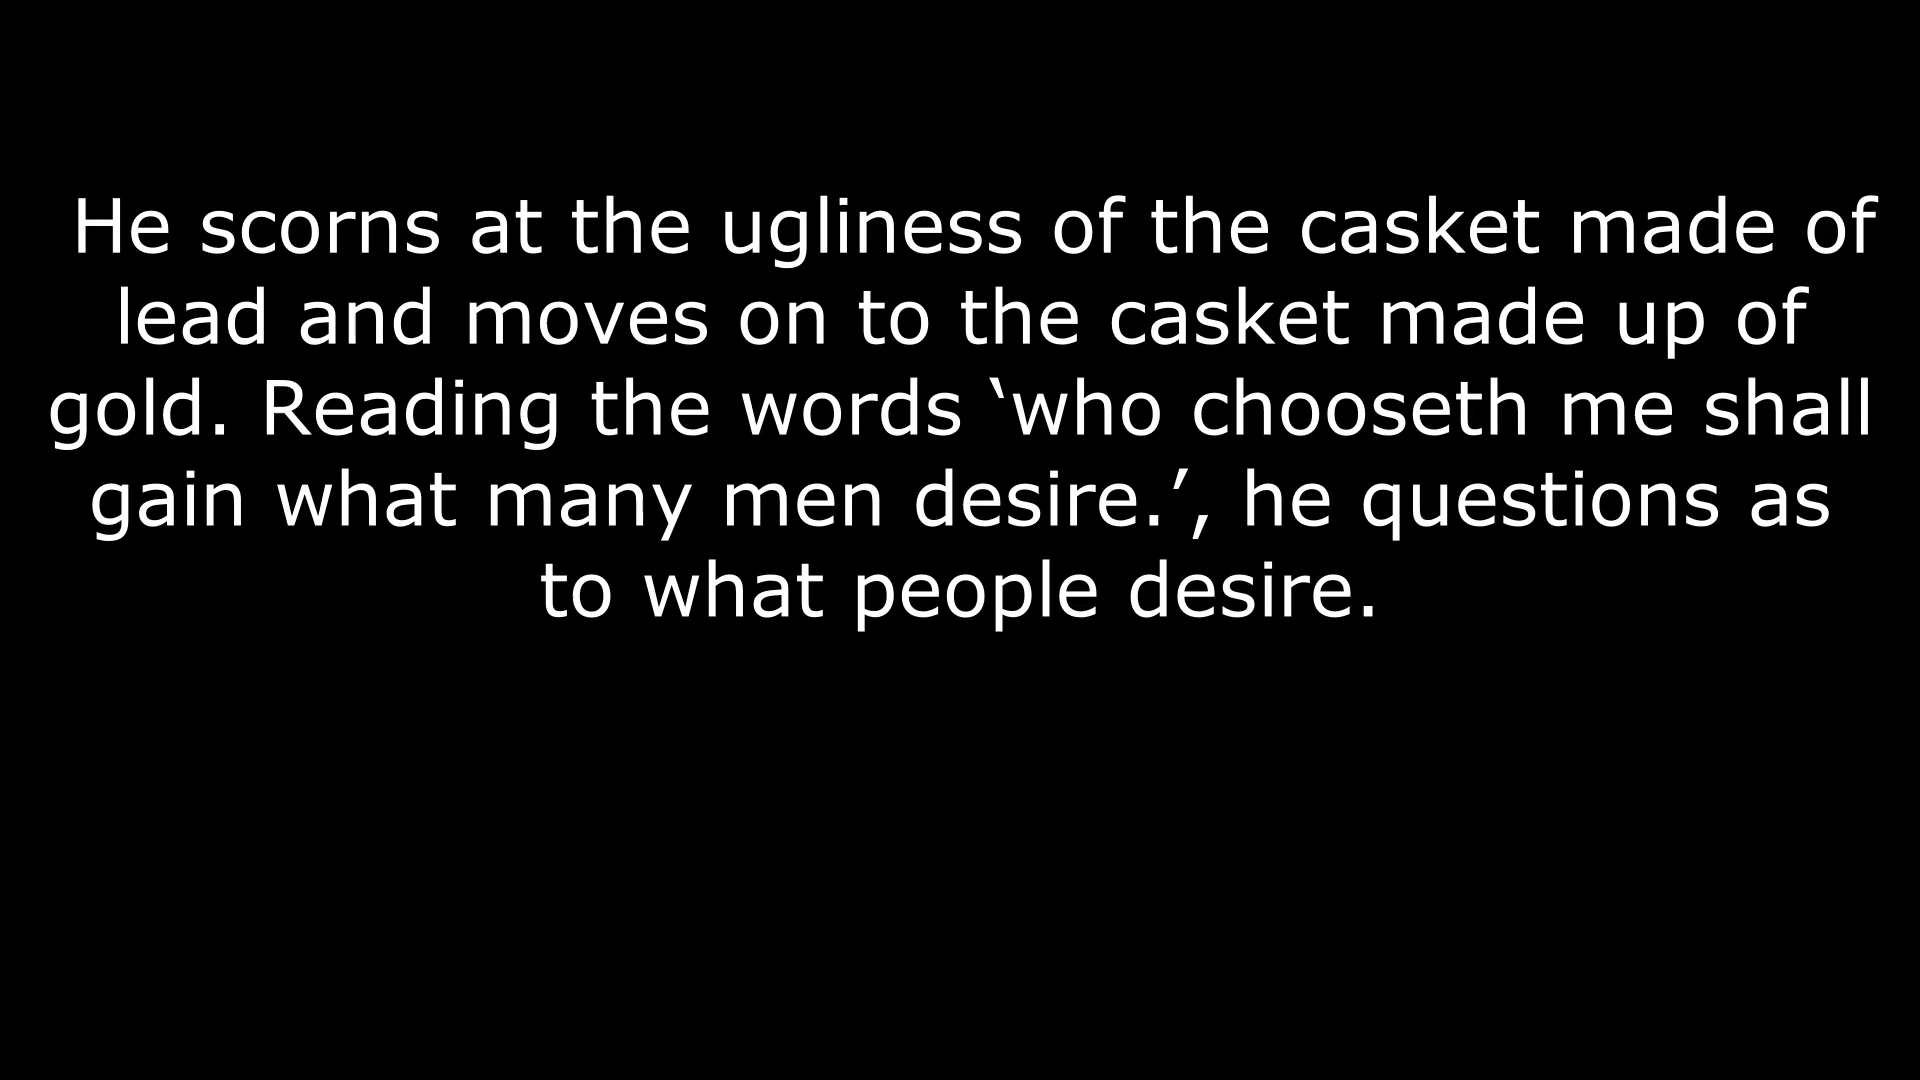 He scorns at the ugliness of the casket made of
lead and moves on to the casket made up of
gold. Reading the words ‘who chooseth me shall
gain what many men desire.’, he questions as
to what people desire.